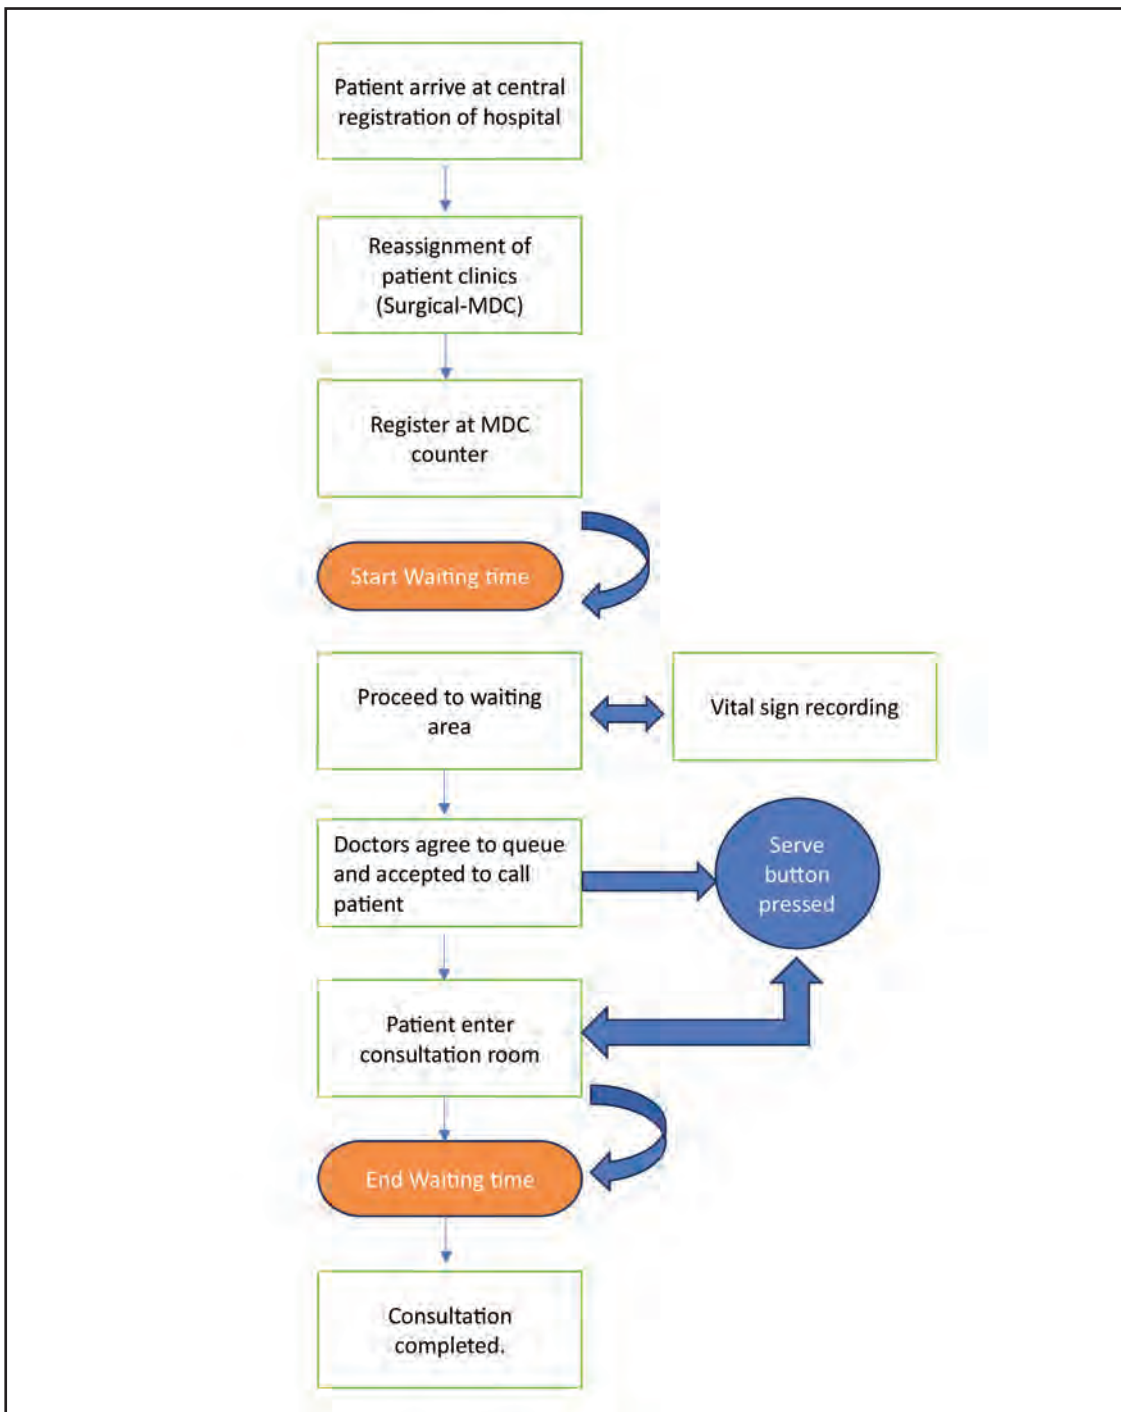 Patient arrive at central
registration of hospital
Reassignment of
patient clinics
(Surgical-MDC)
Register at MDC
counter
Start Waiting time
Proceed to waiting
area
Vital sign recording
Doctors agree to queue
and accepted to call
patient
Serve
button
pressed
Patient enter
consultation room
End Waiting time
Consultation
completed.